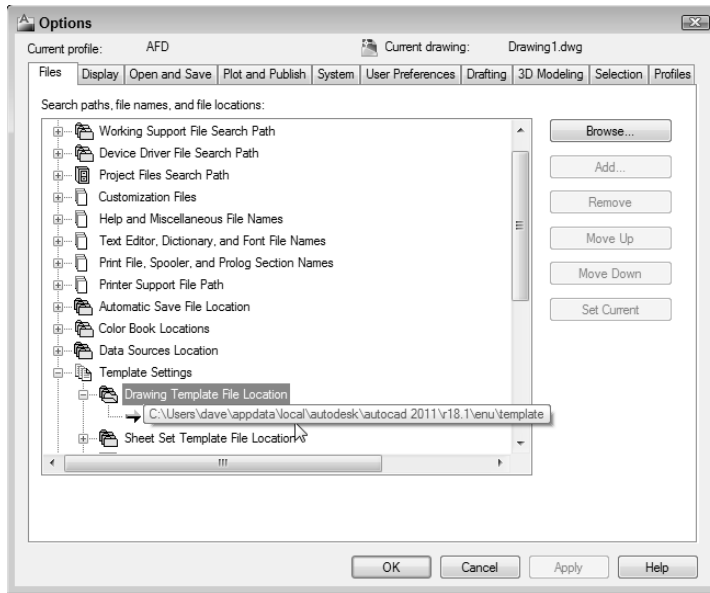 Options
Current profile: AFD Current drawing: Drawing1.dwg
Files Display Open and Save Plot and Publish System User Preferences Drafting 3D Modeling Selection Profiles
Search paths, file names, and file locations:
Working Support File Search Path
Device Driver File Search Path
Project Files Search Path
Customization Files
Help and Miscellaneous File Names
Text Editor, Dictionary, and Font File Names
Print File, Spooler, and Prolog Section Names
Printer Support File Path
Automatic Save File Location
Color Book Locations
Data Sources Location
Template Settings
Drawing Template File Location
C:\Users\dave\appdata\local\autodesk\autocad 2011\r18.1\enu\template
Sheet Set Template File Location
Browse...
Add...
Remove
Move Up
Move Down
Set Current
OK Cancel Apply Help